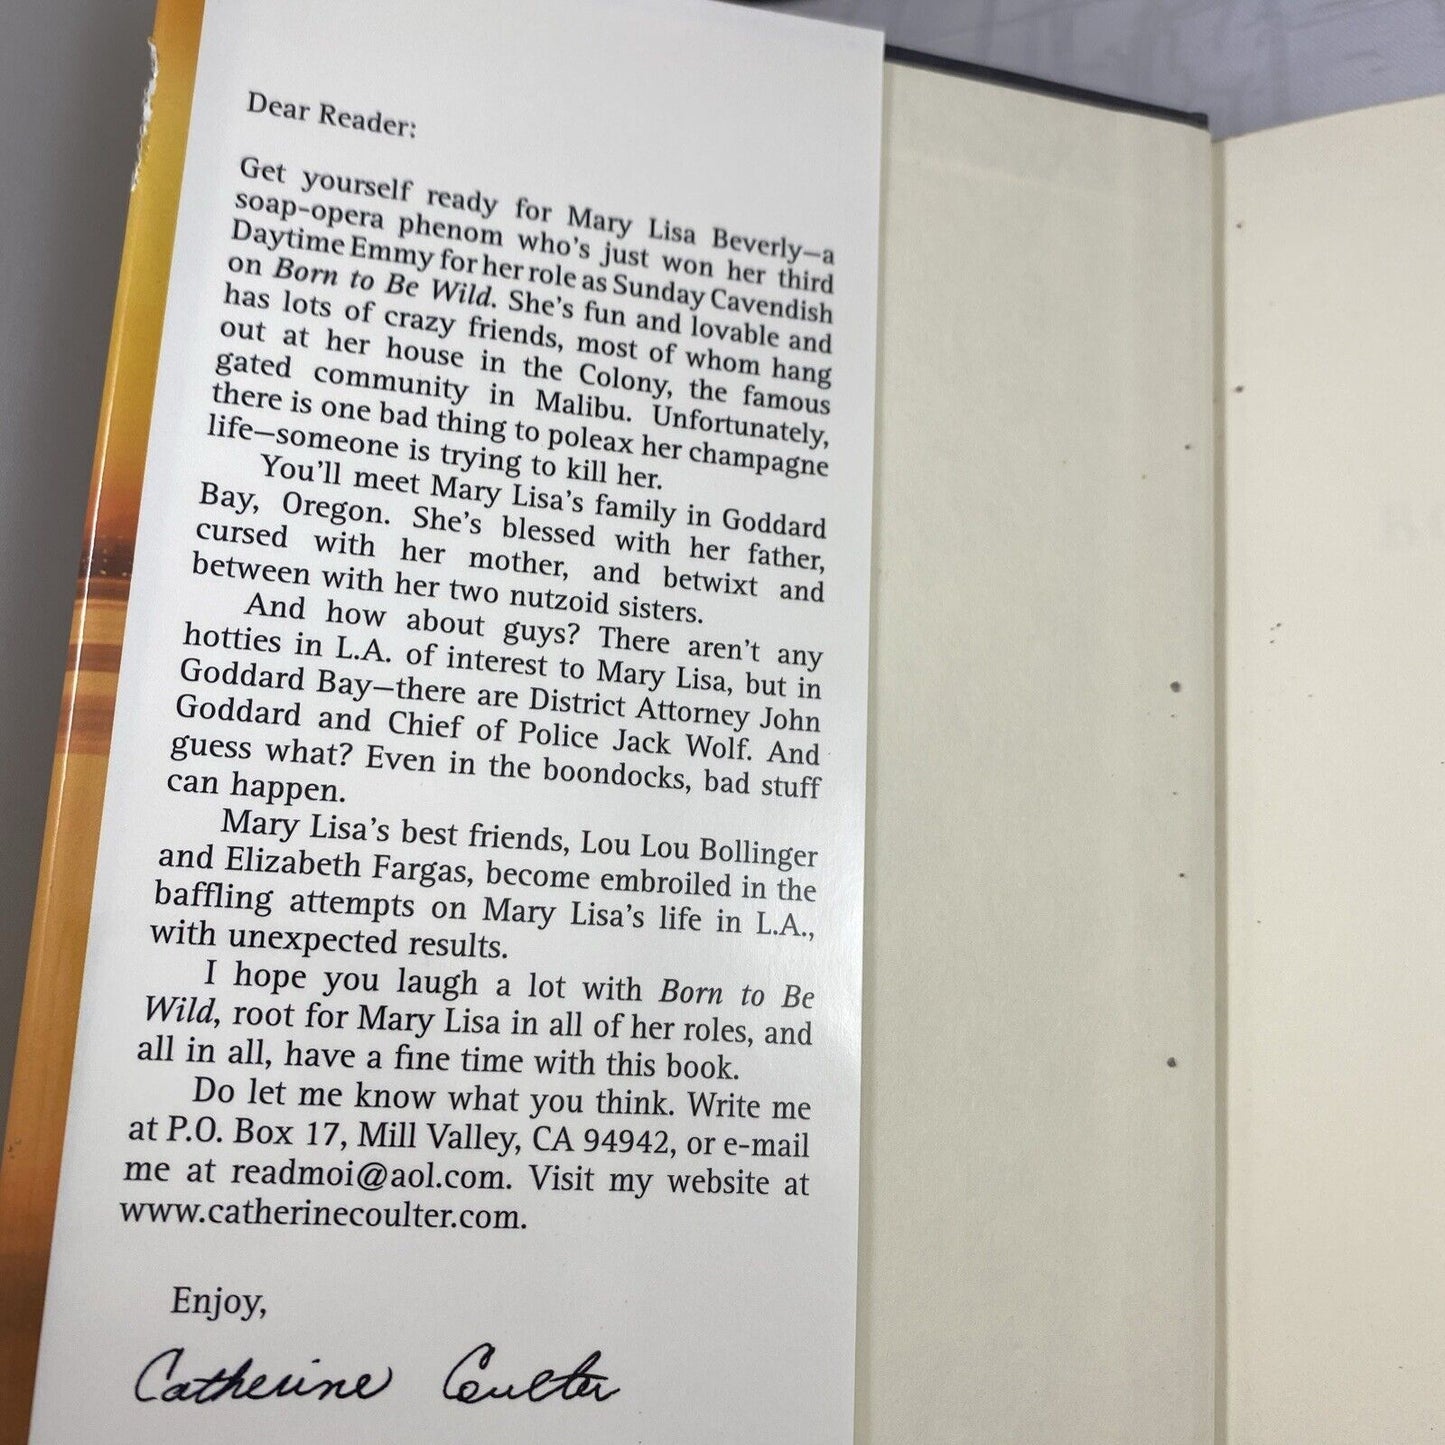 Dear Reader:
Get yourself ready for Mary Lisa Beverly—a
soap-opera phenom who's just won her third
Daytime Emmy for her role as Sunday Cavendish
on Born to Be Wild. She's fun and lovable and
has lots of crazy friends, most of whom hang
out at her house in the Colony, the famous
gated community in Malibu. Unfortunately,
there is one bad thing to poleax her champagne
life—someone is trying to kill her.
You'll meet Mary Lisa's family in Goddard
Bay, Oregon. She's blessed with her father,
cursed with her mother, and betwixt and
between with her two nutzoid sisters.
And how about guys? There aren't any
hotties in L.A. of interest to Mary Lisa, but in
Goddard Bay—there are District Attorney John
Goddard and Chief of Police Jack Wolf. And
guess what? Even in the boondocks, bad stuff
can happen.
Mary Lisa's best friends, Lou Lou Bollinger
and Elizabeth Fargas, become embroiled in the
baffling attempts on Mary Lisa's life in L.A.,
with unexpected results.
I hope you laugh a lot with Born to Be
Wild, root for Mary Lisa in all of her roles, and
all in all, have a fine time with this book.
Do let me know what you think. Write me
at P.O. Box 17, Mill Valley, CA 94942, or e-mail
me at readmoi@aol.com. Visit my website at
www.catherinecoulter.com.
Enjoy,
Catherine Coulter